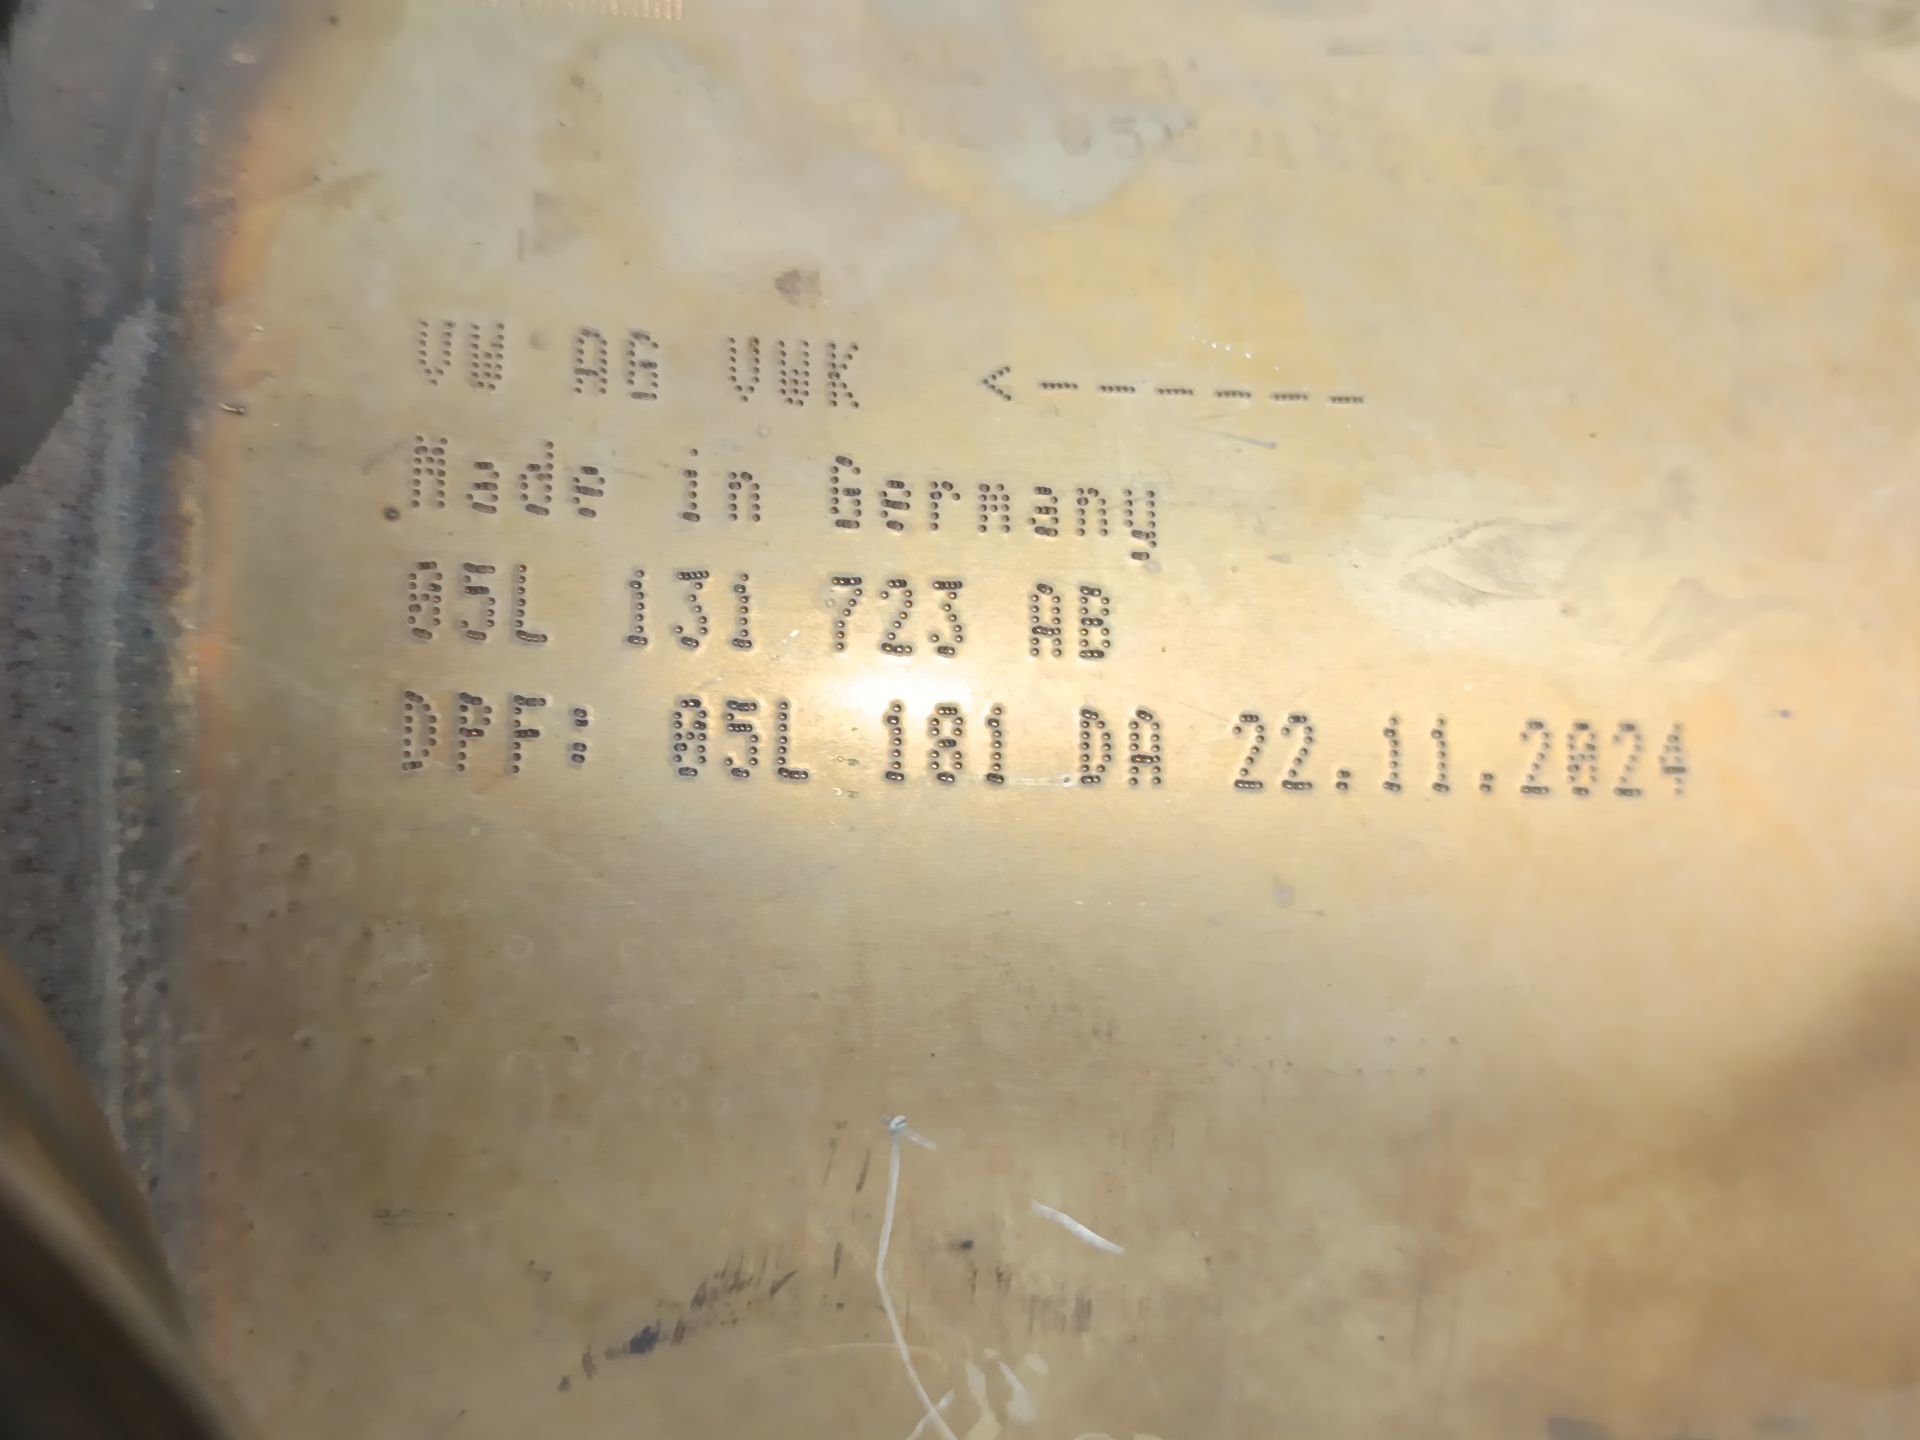 VW AG VWK <------
Made in Germany
05L 131 723 AB
DPF: 05L 181 DA 22.11.2024